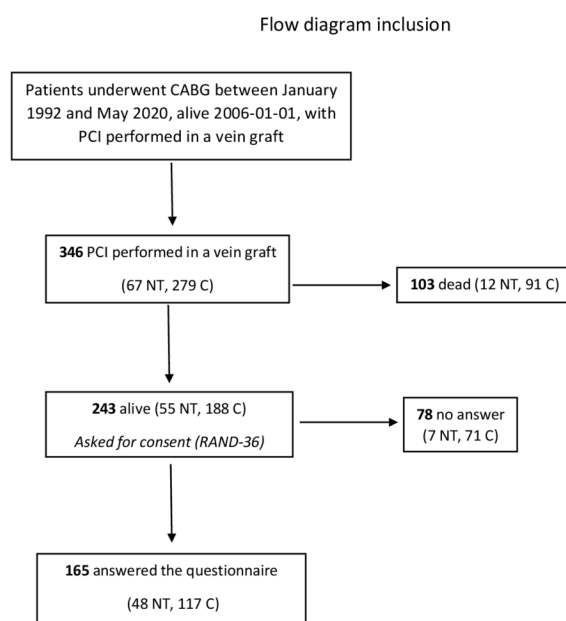 Flow diagram inclusion
Patients underwent CABG between January
1992 and May 2020, alive 2006-01-01, with
PCI performed in a vein graft
346 PCI performed in a vein graft
(67 NT, 279 C)
103 dead (12 NT, 91 C)
243 alive (55 NT, 188 C)
Asked for consent (RAND-36)
78 no answer
(7 NT, 71 C)
165 answered the questionnaire
(48 NT, 117 C)